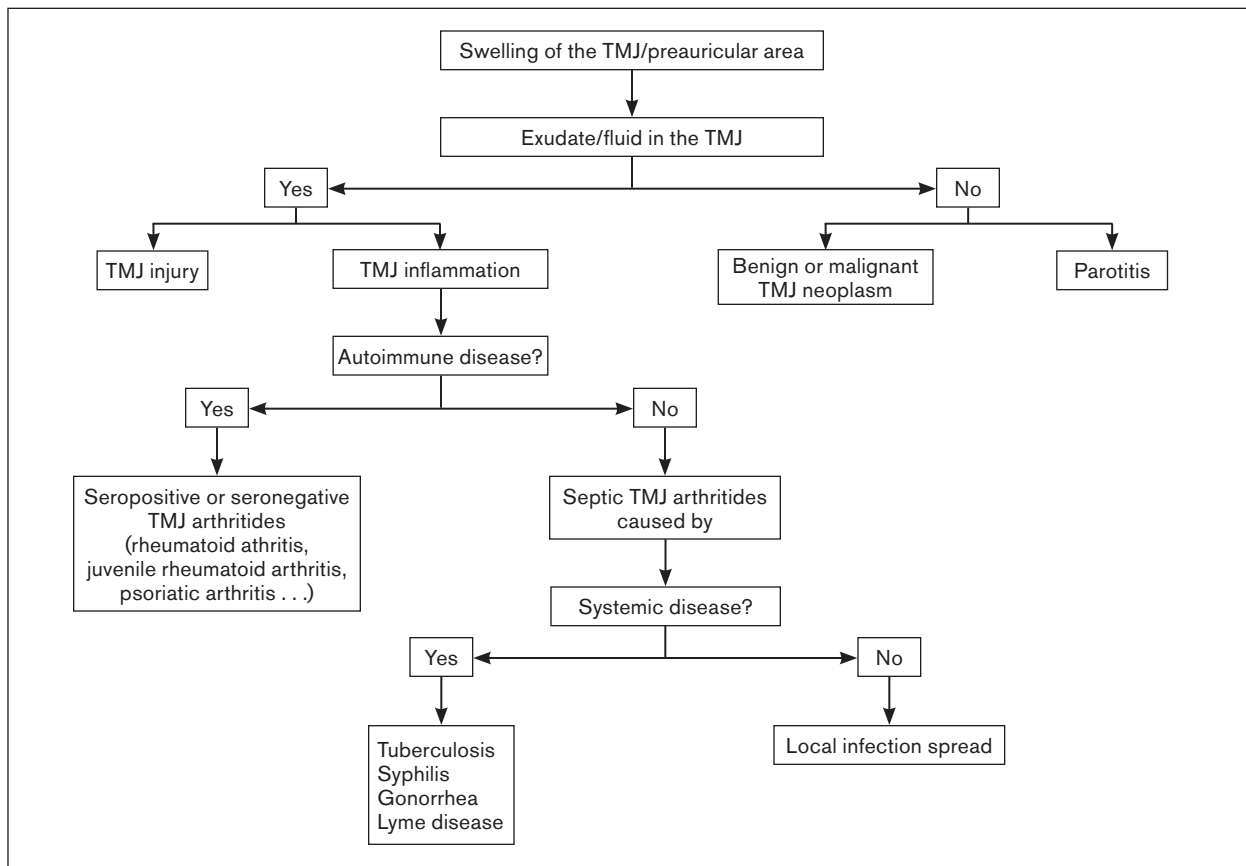 Swelling of the TMJ/preauricular area
Exudate/fluid in the TMJ
Yes
No
TMJ injury
TMJ inflammation
Benign or malignant
TMJ neoplasm
Parotitis
Autoimmune disease?
Yes
No
Seropositive or seronegative
TMJ arthritides
(rheumatoid athritis,
juvenile rheumatoid arthritis,
psoriatic arthritis . . .)
Septic TMJ arthritides
caused by
Systemic disease?
Yes
No
Tuberculosis
Syphilis
Gonorrhea
Lyme disease
Local infection spread